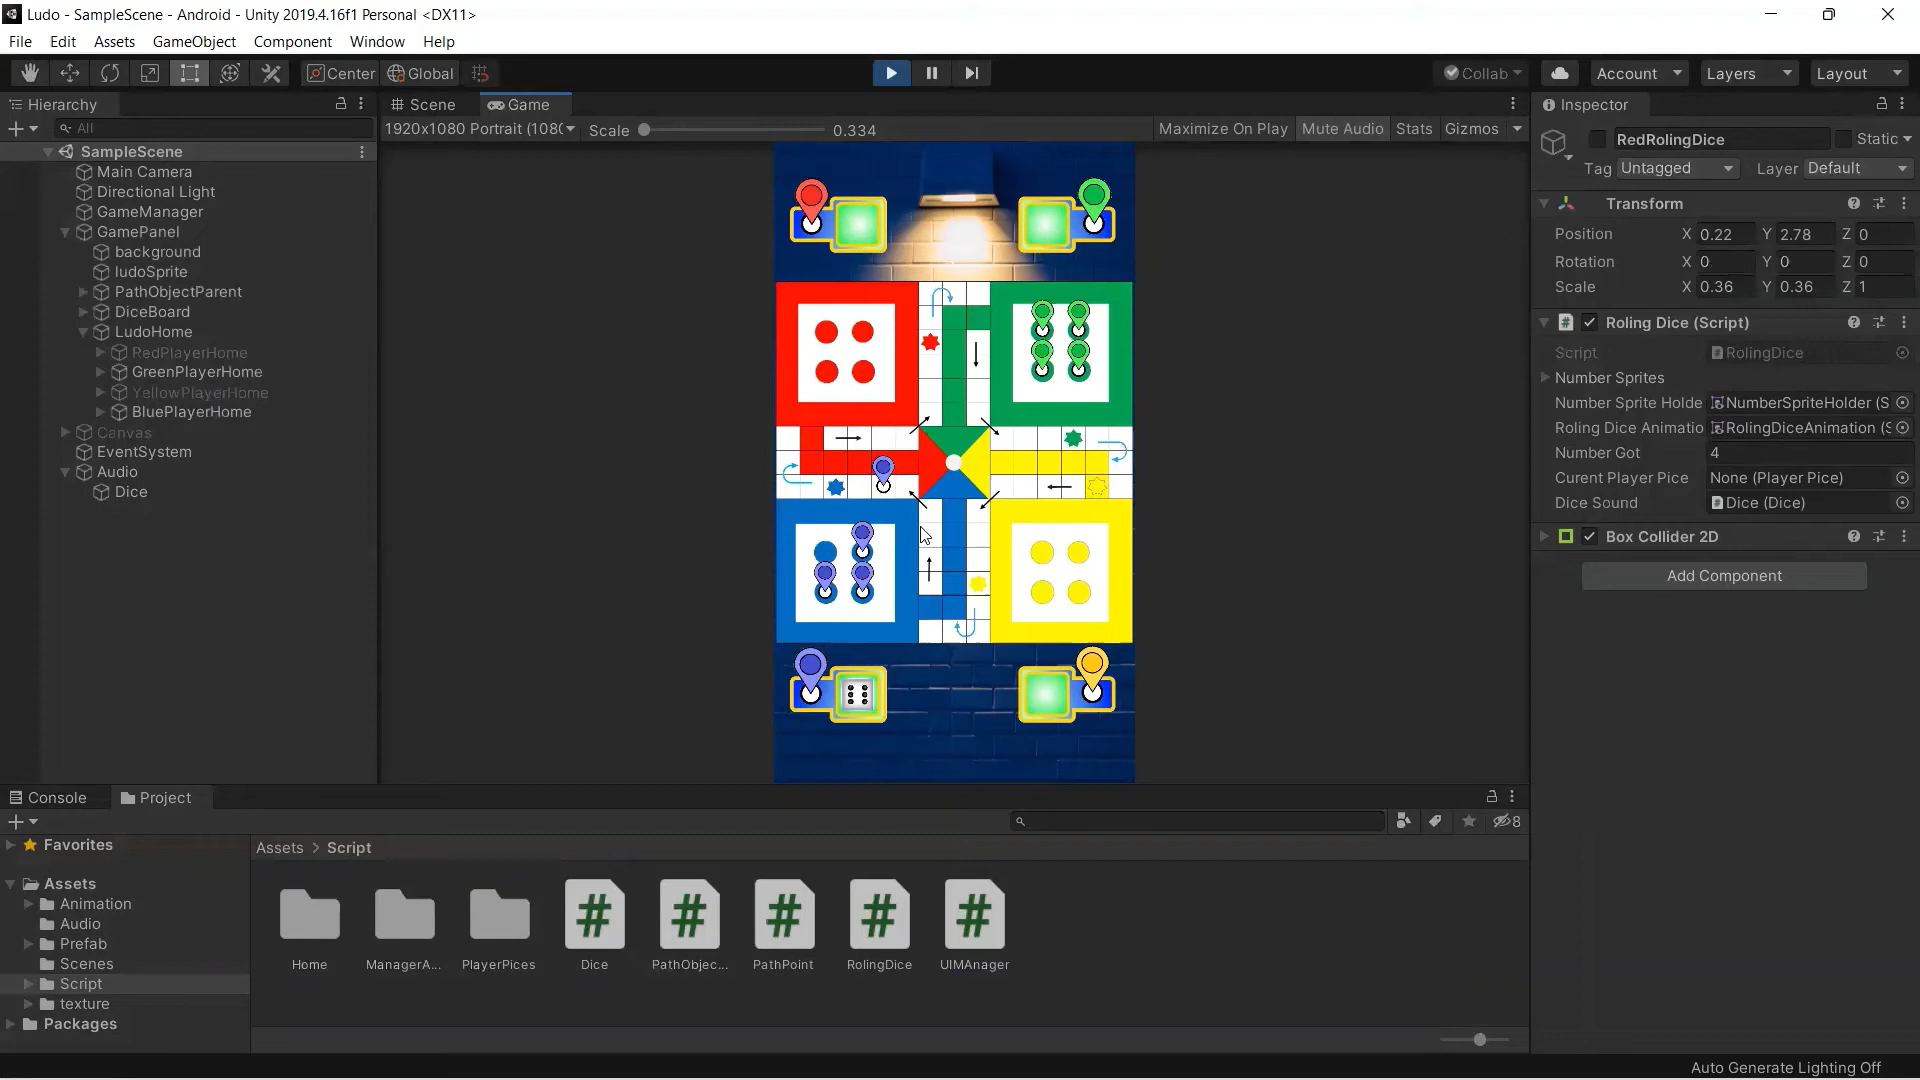 Ludo - SampleScene - Android - Unity 2019.4.16f1 Personal <DX11>
File Edit Assets GameObject Component Window Help
Center Global Collab Account Layers Layout
Hierarchy
All
SampleScene
Main Camera
Directional Light
GameManager
GamePanel
background
ludoSprite
PathObjectParent
DiceBoard
LudoHome
RedPlayerHome
GreenPlayerHome
YellowPlayerHome
BluePlayerHome
Canvas
EventSystem
Audio
Dice
Scene Game
1920x1080 Portrait (108( Scale 0.334 Maximize On Play Mute Audio Stats Gizmos
Inspector
RedRolingDice Static
Tag Untagged Layer Default
Transform
Position X 0.22 Y 2.78 Z 0
Rotation X 0 Y 0 Z 0
Scale X 0.36 Y 0.36 Z 1
# Roling Dice (Script)
Script RolingDice
Number Sprites
Number Sprite Holde NumberSpriteHolder (S
Roling Dice Animatio RolingDiceAnimation (S
Number Got 4
Curent Player Pice None (Player Pice)
Dice Sound Dice (Dice)
Box Collider 2D
Add Component
Console Project
8
Favorites
Assets
Animation
Audio
Prefab
Scenes
Script
texture
Packages
Assets > Script
# # # # #
Home ManagerA... PlayerPices Dice PathObjec... PathPoint RolingDice UIMAnager
Auto Generate Lighting Off